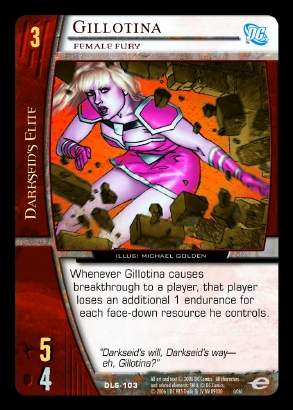 3
GILLOTINA
FEMALE FURY
DC
DARKSEID'S ELITE
ILLUS: MICHAEL GOLDEN
Whenever Gillotina causes
breakthrough to a player, that player
loses an additional 1 endurance for
each face-down resource he controls.
5
4
"Darkseid's will, Darkseid's way—
eh, Gillotina?"
DLS-103